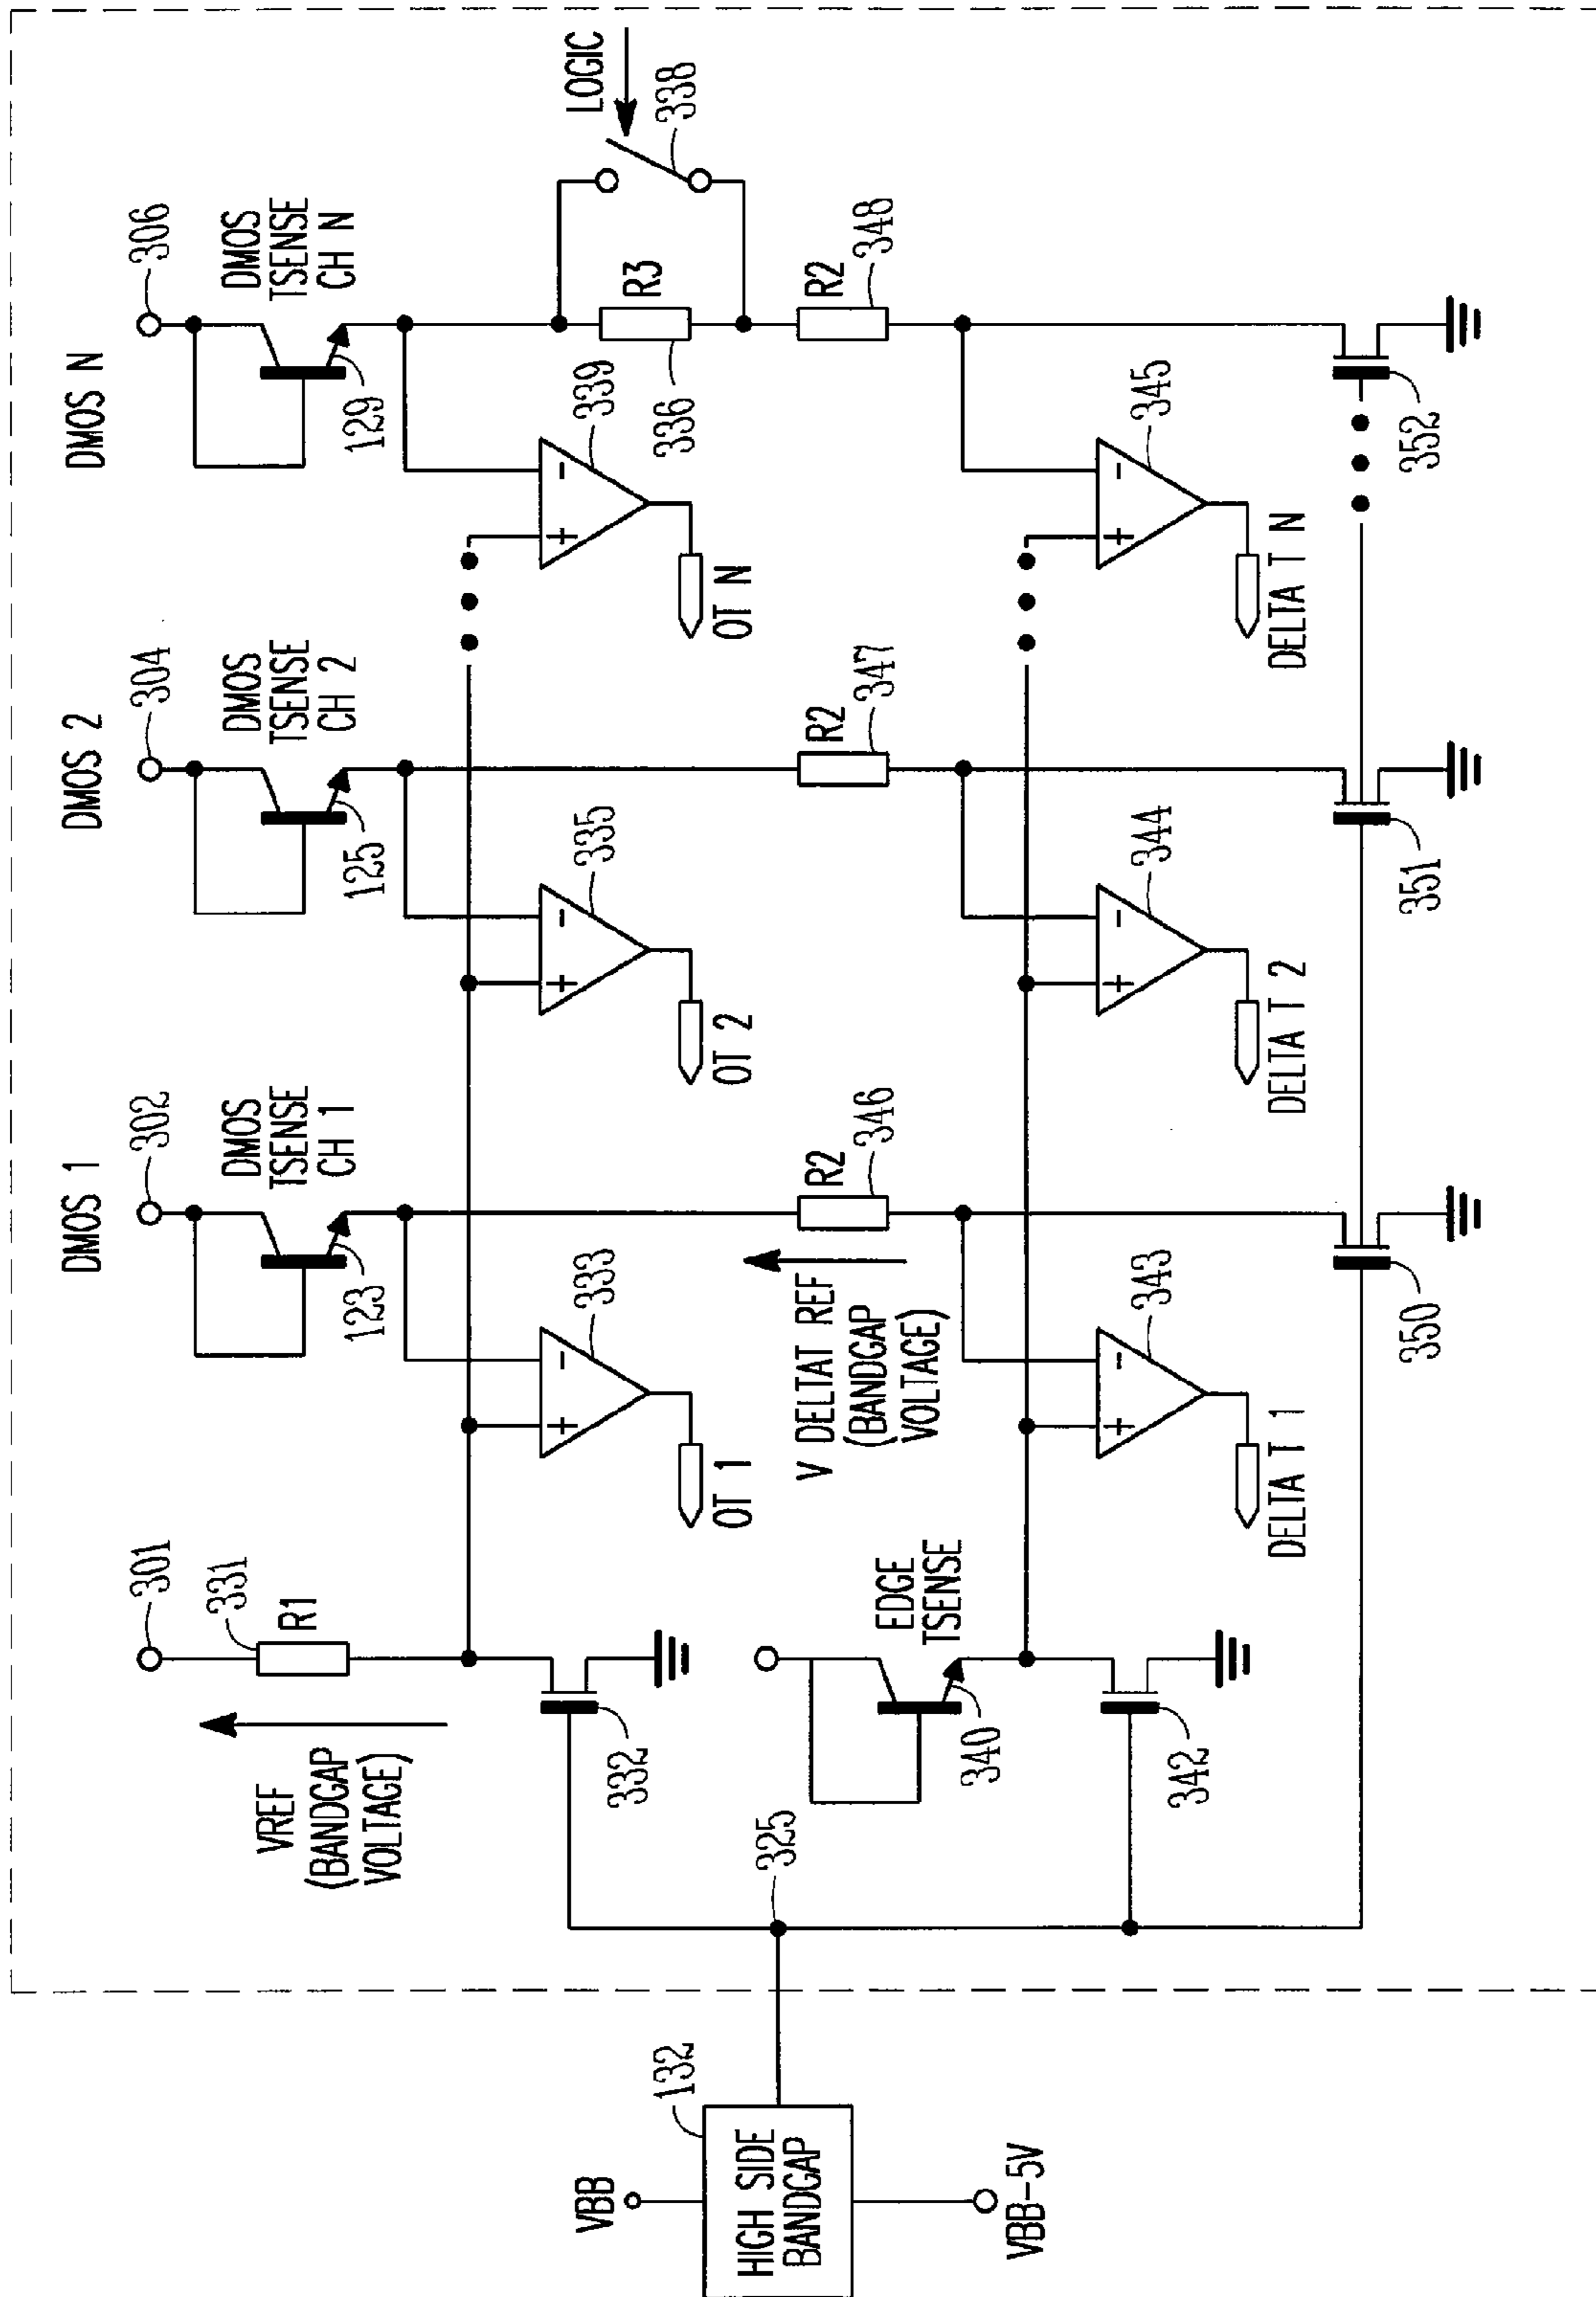 VBB
132
HIGH SIDE
BANDGAP
VBB-5V
325
VREF
(BANDGAP
VOLTAGE)
301
331
R1
332
EDGE
TSENSE
340
342
DMOS 1
302
DMOS
TSENSE
CH 1
123
+
-
333
OT 1
V DELTAT REF
(BANDGAP
VOLTAGE)
R2
346
+
-
343
DELTA T 1
350
DMOS 2
304
DMOS
TSENSE
CH 2
125
+
-
335
OT 2
R2
347
+
-
344
DELTA T 2
351
DMOS N
306
DMOS
TSENSE
CH N
129
+
-
339
OT N
R3
336
LOGIC
338
R2
348
+
-
345
DELTA T N
352